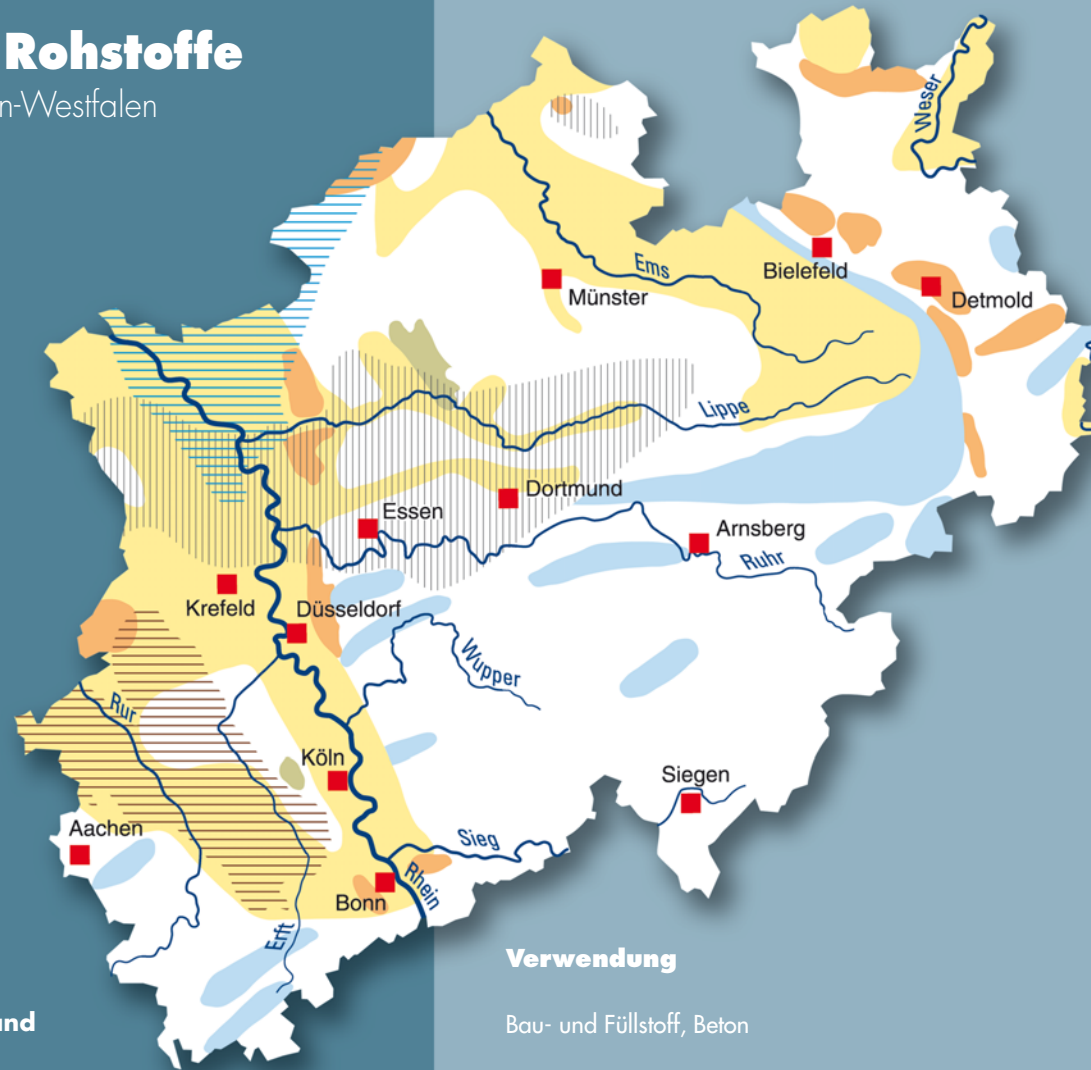 Rohstoffe
n-Westfalen
Weser
Ems
Bielefeld
Münster
Detmold
Lippe
Dortmund
Essen
Arnsberg
Ruhr
Krefeld
Düsseldorf
Wupper
Rur
Köln
Siegen
Aachen
Sieg
Rhein
Bonn
Erft
Verwendung
nd
Bau- und Füllstoff, Beton